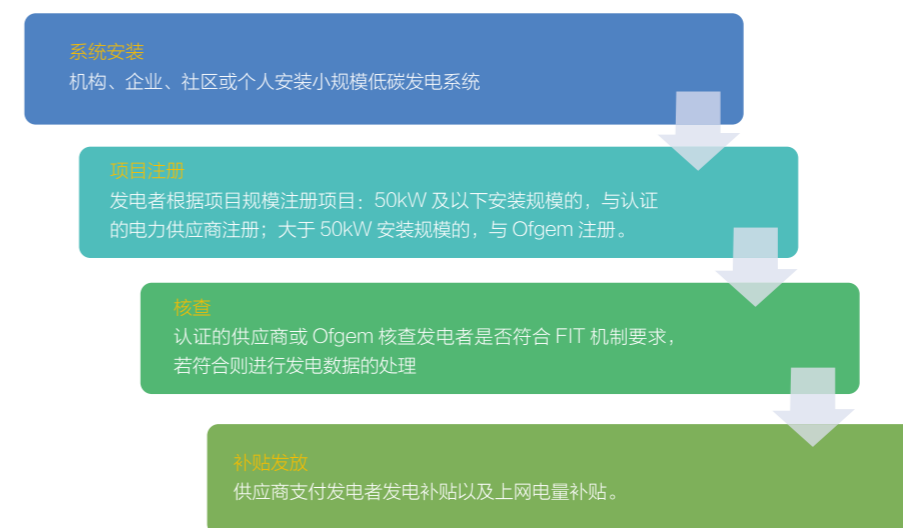 系统安装
机构、企业、社区或个人安装小规模低碳发电系统
项目注册
发电者根据项目规模注册项目：50kW 及以下安装规模的，与认证
的电力供应商注册；大于 50kW 安装规模的，与 Ofgem 注册。
核查
认证的供应商或 Ofgem 核查发电者是否符合 FIT 机制要求，
若符合则进行发电数据的处理
补贴发放
供应商支付发电者发电补贴以及上网电量补贴。